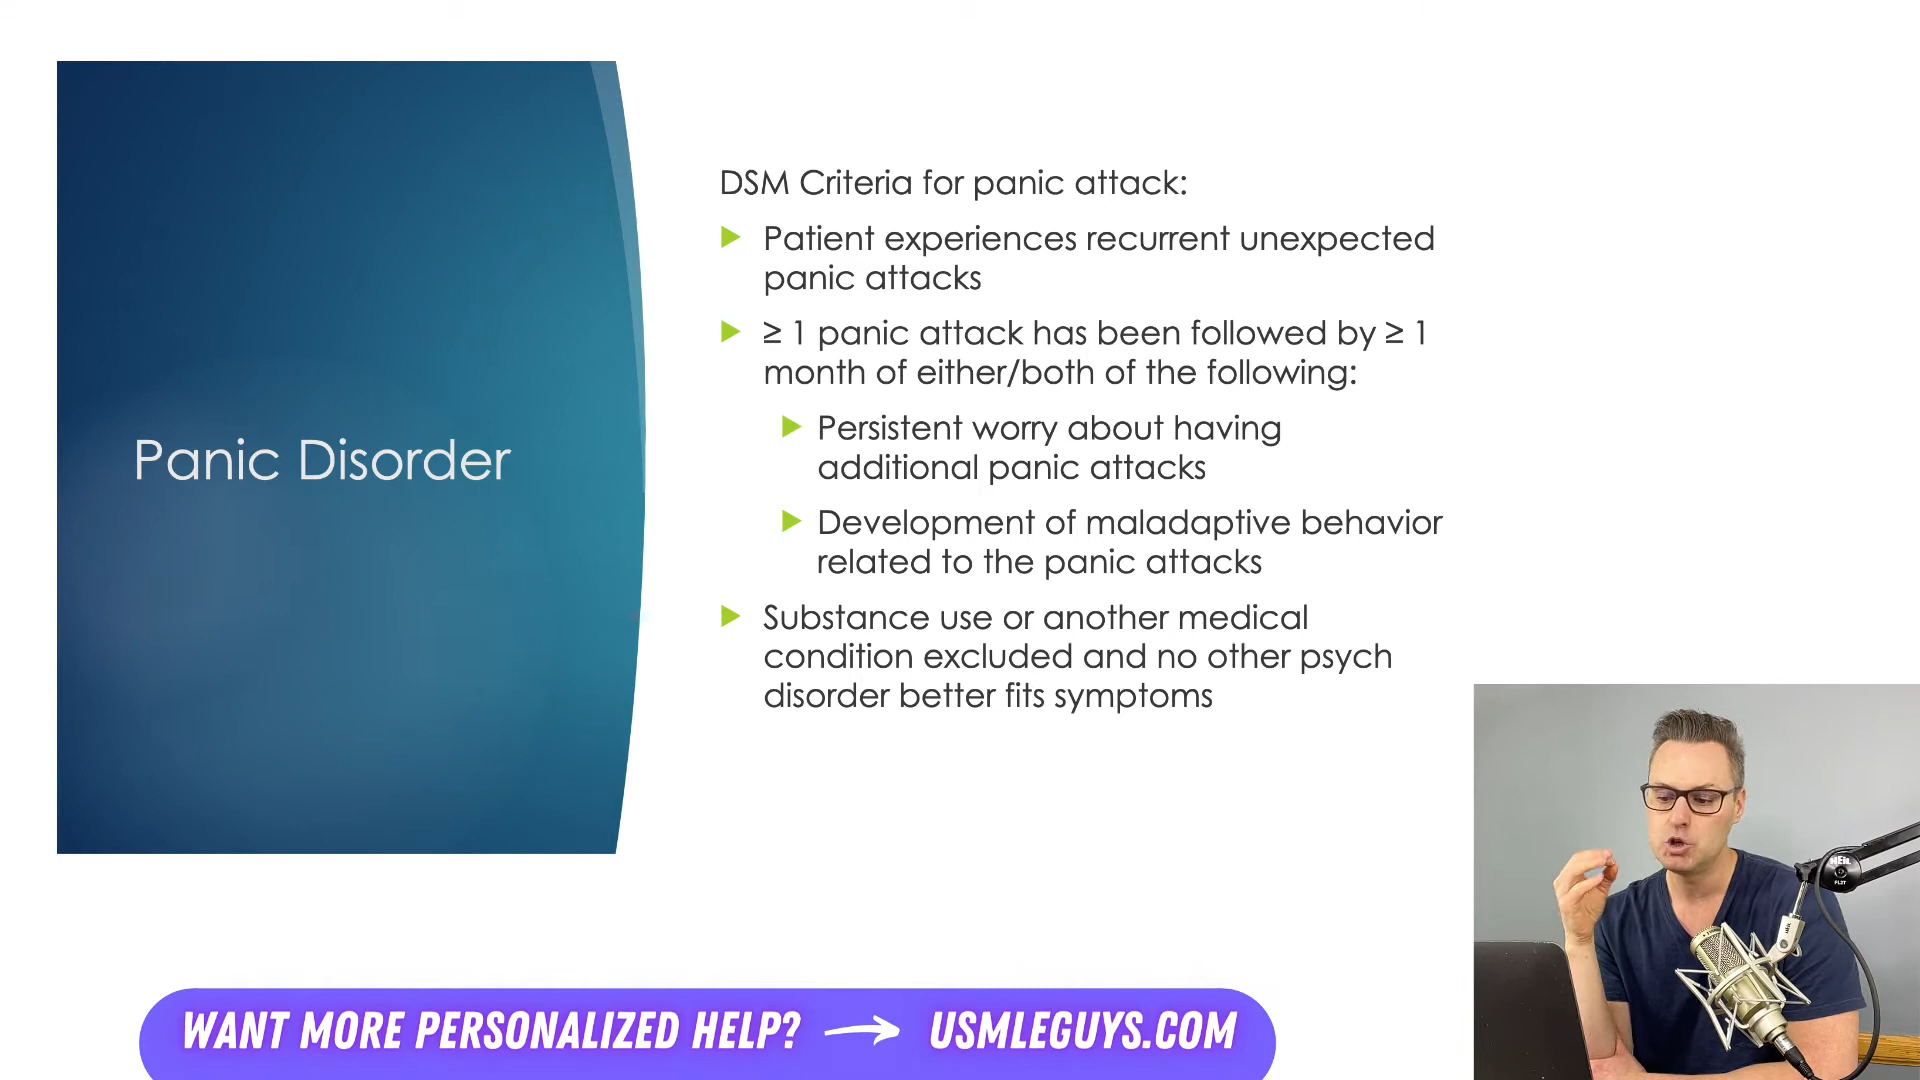 Panic Disorder
DSM Criteria for panic attack:
Patient experiences recurrent unexpected
panic attacks
≥ 1 panic attack has been followed by ≥ 1
month of either/both of the following:
Persistent worry about having
additional panic attacks
Development of maladaptive behavior
related to the panic attacks
Substance use or another medical
condition excluded and no other psych
disorder better fits symptoms
HEIL
PL2T
WANT MORE PERSONALIZED HELP? → USMLEGUYS.COM